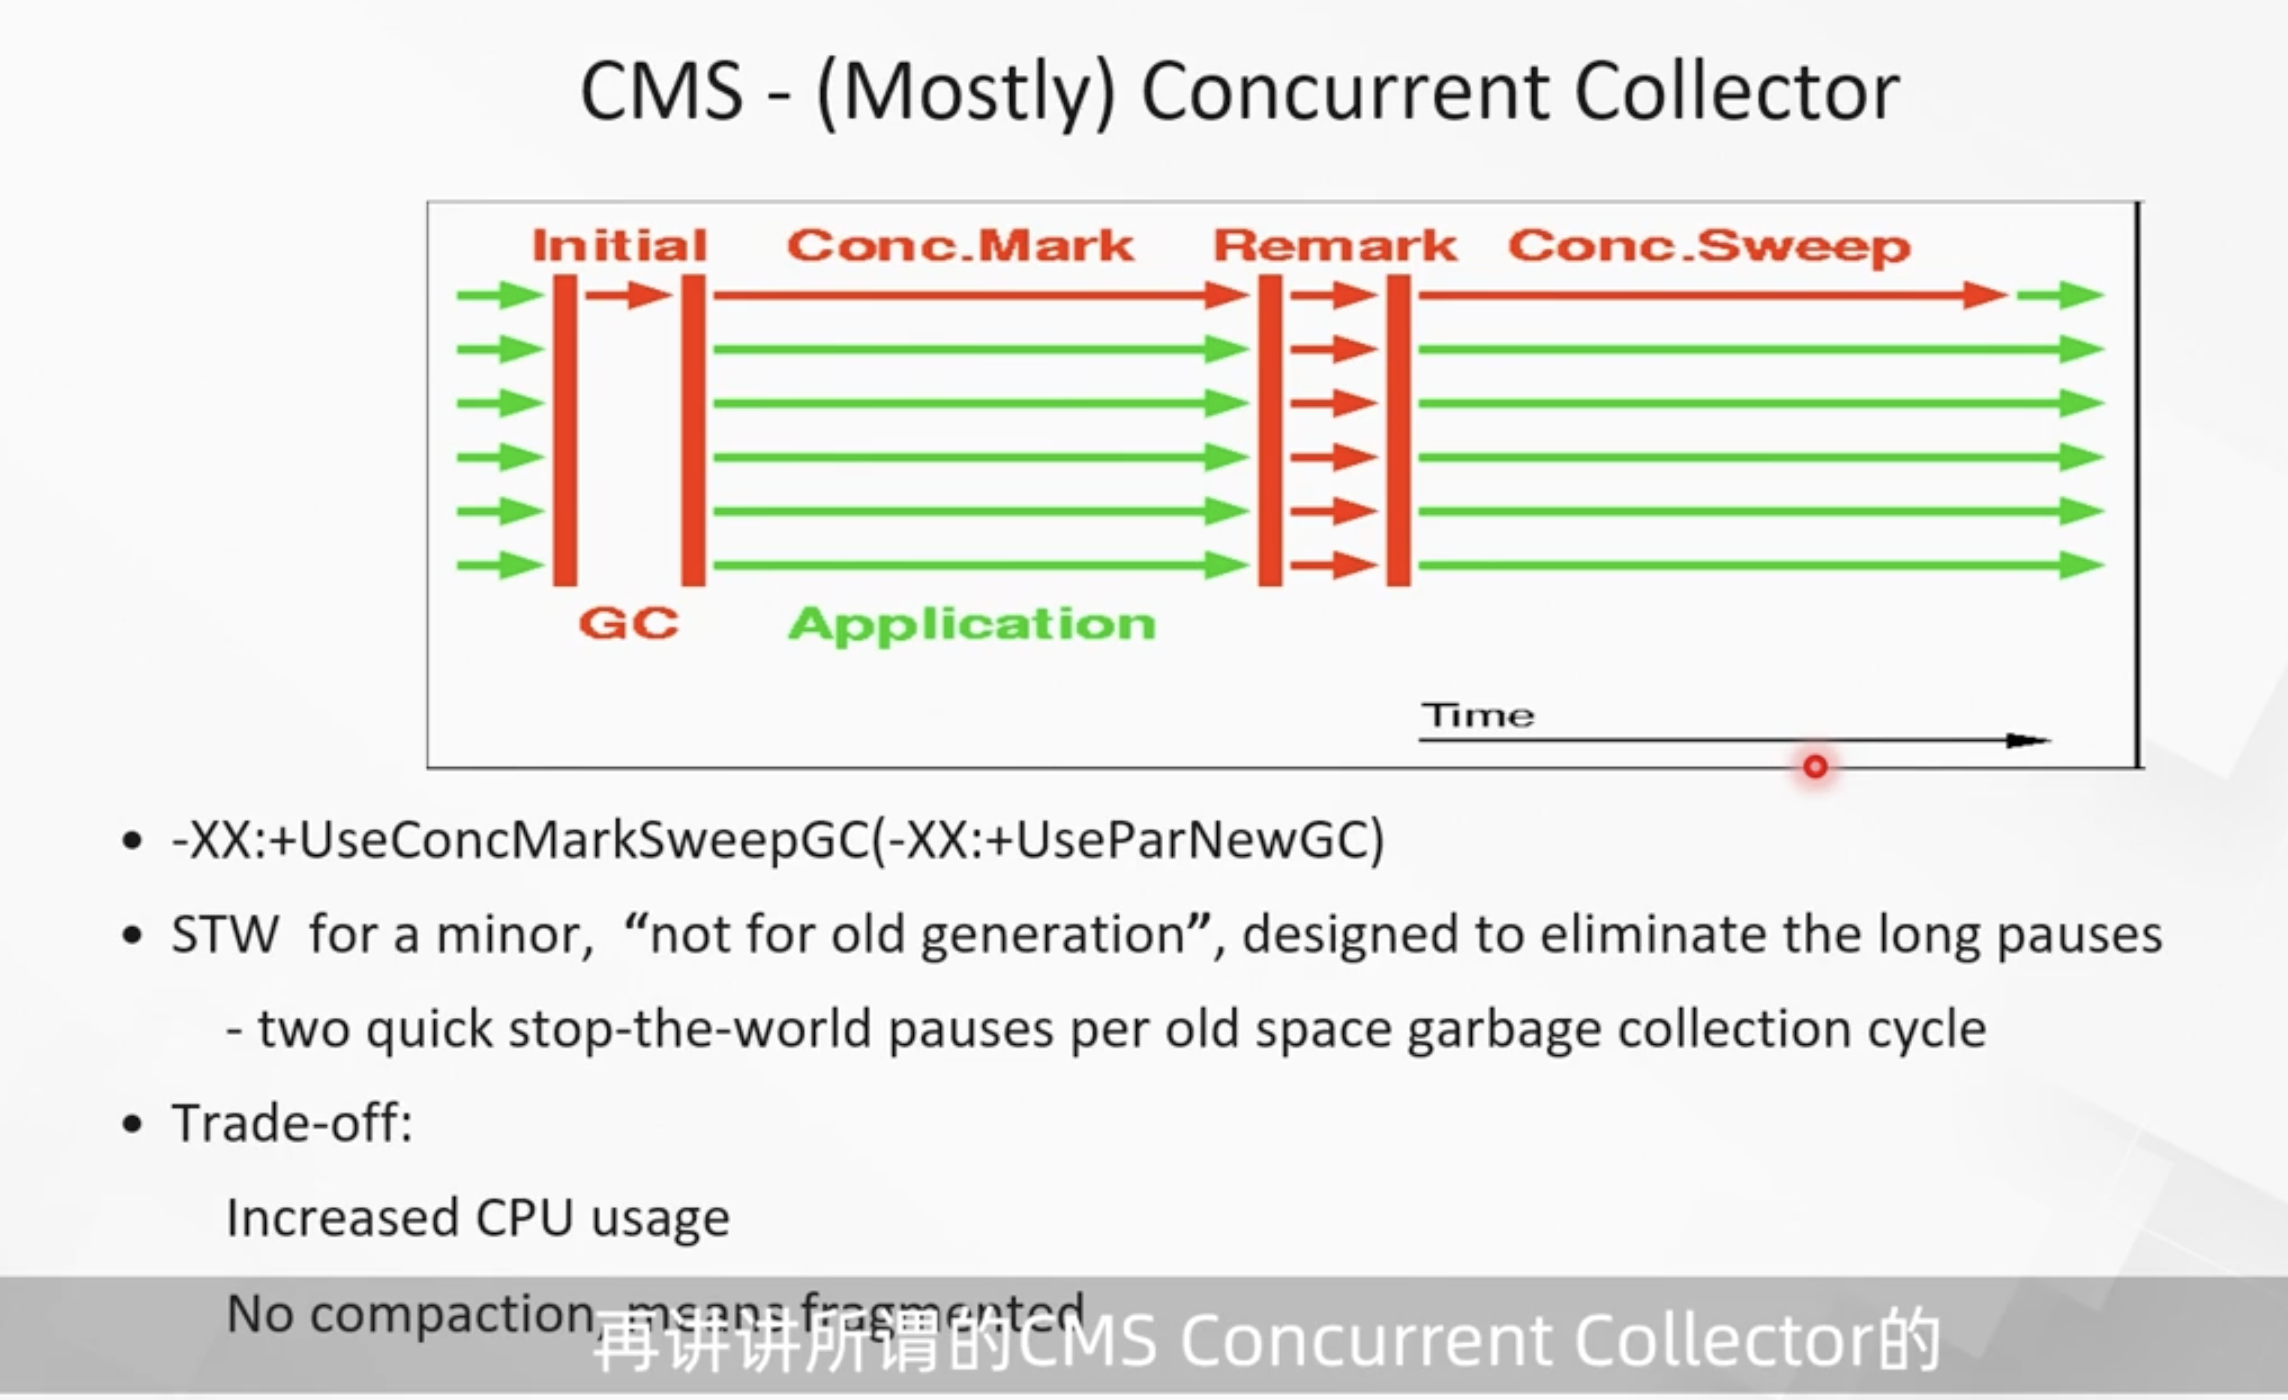 CMS - (Mostly) Concurrent Collector
Initial Conc.Mark Remark Conc.Sweep
GC Application
Time
• -XX:+UseConcMarkSweepGC(-XX:+UseParNewGC)
• STW for a minor, “not for old generation”, designed to eliminate the long pauses
- two quick stop-the-world pauses per old space garbage collection cycle
• Trade-off:
Increased CPU usage
No compaction, means fragmented
再讲讲所谓的CMS Concurrent Collector的